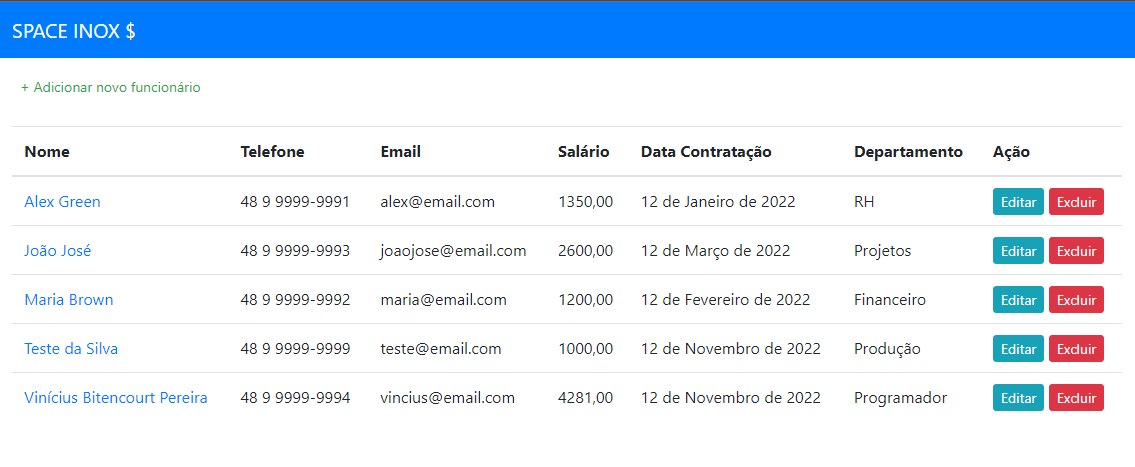 SPACE INOX $
+ Adicionar novo funcionário
Nome Telefone Email Salário Data Contratação Departamento Ação
Alex Green 48 9 9999-9991 alex@email.com 1350,00 12 de Janeiro de 2022 RH Editar Excluir
João José 48 9 9999-9993 joaojose@email.com 2600,00 12 de Março de 2022 Projetos Editar Excluir
Maria Brown 48 9 9999-9992 maria@email.com 1200,00 12 de Fevereiro de 2022 Financeiro Editar Excluir
Teste da Silva 48 9 9999-9999 teste@email.com 1000,00 12 de Novembro de 2022 Produção Editar Excluir
Vinícius Bitencourt Pereira 48 9 9999-9994 vincius@email.com 4281,00 12 de Novembro de 2022 Programador Editar Excluir